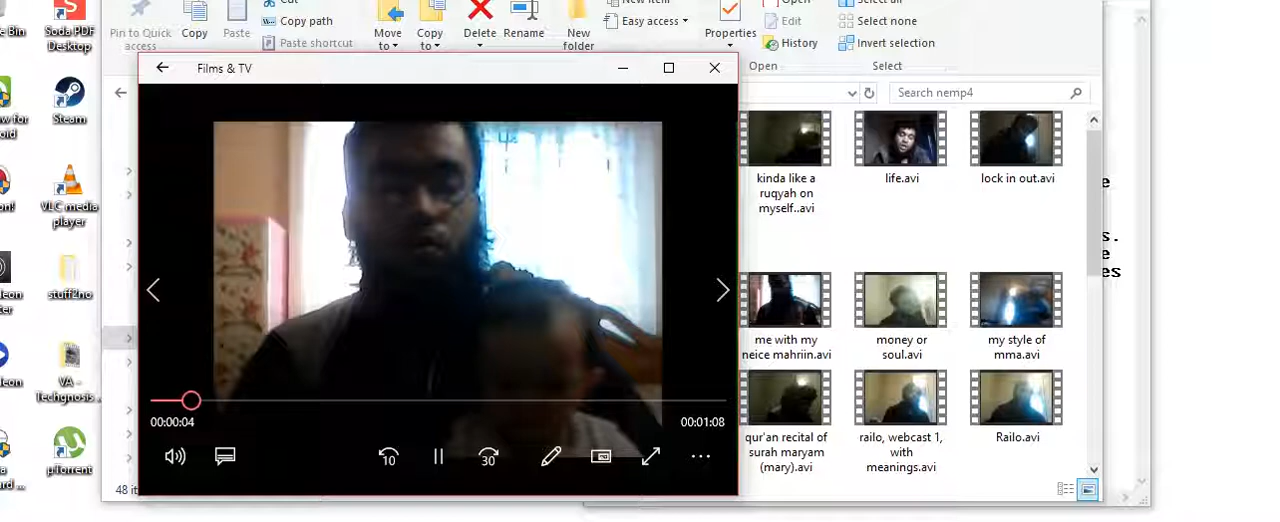 Cut
Open
Select all
e Bin
Soda PDF
Desktop
Pin to Quick
access
Copy
Paste
Copy path
Paste shortcut
Move
to
Copy
to
Delete
Rename
New
folder
New item
Easy access
Properties
Edit
History
Open
Select none
Invert selection
Select
Films & TV
Search nemp4
Steam
VLC media
player
stuff2no
VA -
Techgnosis...
µTorrent
kinda like a
ruqyah on
myself..avi
life.avi
lock in out.avi
me with my
neice mahriin.avi
money or
soul.avi
my style of
mma.avi
qur'an recital of
surah maryam
(mary).avi
railo, webcast 1,
with
meanings.avi
Railo.avi
00:00:04
00:01:08
10
30
48 it
e
s.
e
es